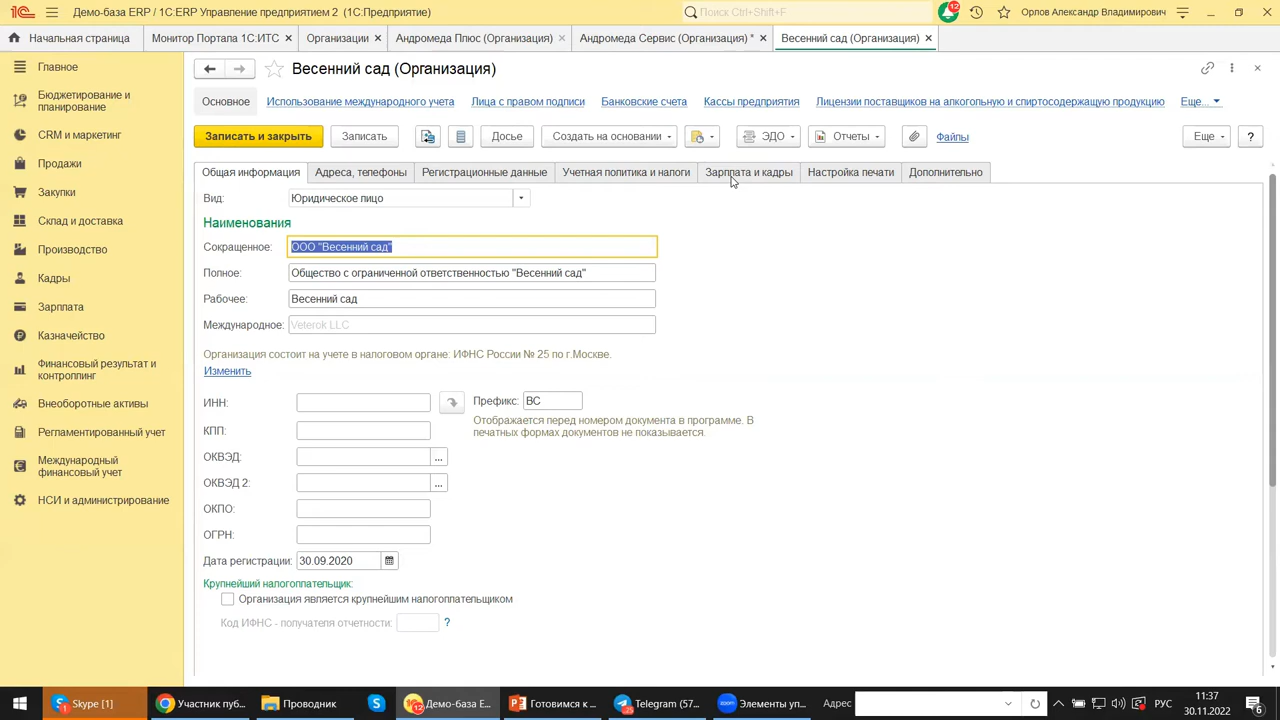 Демо-база ERP / 1С:ERP Управление предприятием 2 (1С:Предприятие)
Поиск Ctrl+Shift+F
12
Орлов Александр Владимирович
Начальная страница
Монитор Портала 1С:ИТС
Организации
Андромеда Плюс (Организация)
Андромеда Сервис (Организация) *
Весенний сад (Организация)
Главное
Бюджетирование и
планирование
CRM и маркетинг
Продажи
Закупки
Склад и доставка
Производство
Кадры
Зарплата
Казначейство
Финансовый результат и
контроллинг
Внеоборотные активы
Регламентированный учет
Международный
финансовый учет
НСИ и администрирование
Весенний сад (Организация)
Основное
Использование международного учета
Лица с правом подписи
Банковские счета
Кассы предприятия
Лицензии поставщиков на алкогольную и спиртосодержащую продукцию
Еще...
Записать и закрыть
Записать
Досье
Создать на основании
ЭДО
Отчеты
Файлы
Еще
?
Общая информация
Адреса, телефоны
Регистрационные данные
Учетная политика и налоги
Зарплата и кадры
Настройка печати
Дополнительно
Вид: Юридическое лицо
Наименования
Сокращенное: ООО "Весенний сад"
Полное: Общество с ограниченной ответственностью "Весенний сад"
Рабочее: Весенний сад
Международное: Veterok LLC
Организация состоит на учете в налоговом органе: ИФНС России № 25 по г.Москве.
Изменить
ИНН:
Префикс: ВС
Отображается перед номером документа в программе. В
печатных формах документов не показывается.
КПП:
ОКВЭД: ...
ОКВЭД 2: ...
ОКПО:
ОГРН:
Дата регистрации: 30.09.2020
Крупнейший налогоплательщик:
Организация является крупнейшим налогоплательщиком
Код ИФНС - получателя отчетности: ?
Skype [1]
Участник пуб...
Проводник
Демо-база E...
Готовимся к ...
Telegram (57...
Элементы уп...
Адрес
РУС
11:37
30.11.2022
6